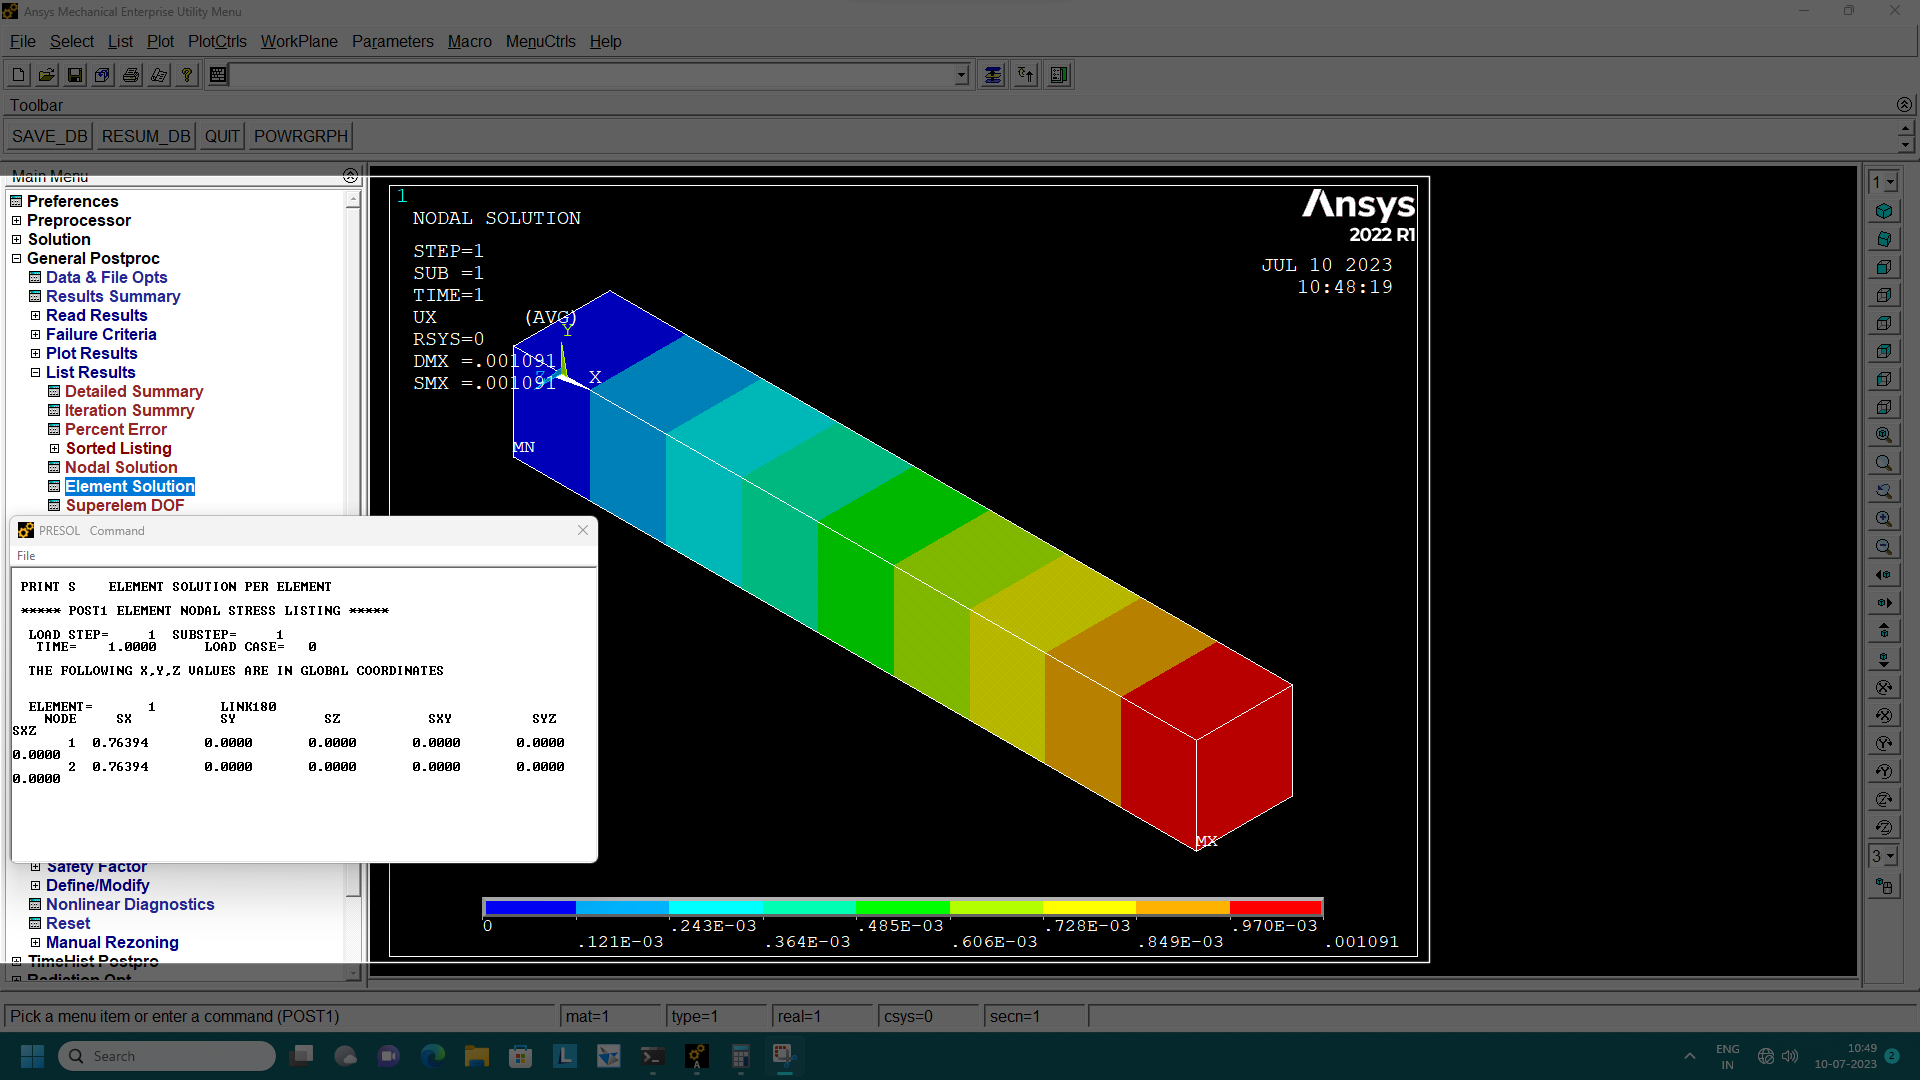 Ansys Mechanical Enterprise Utility Menu
File Select List Plot PlotCtrls WorkPlane Parameters Macro MenuCtrls Help
Toolbar
SAVE_DB RESUM_DB QUIT POWRGRPH
Main Menu
Preferences
Preprocessor
Solution
General Postproc
Data & File Opts
Results Summary
Read Results
Failure Criteria
Plot Results
List Results
Detailed Summary
Iteration Summry
Percent Error
Sorted Listing
Nodal Solution
Element Solution
Superelem DOF
PRESOL Command
File
PRINT S ELEMENT SOLUTION PER ELEMENT
***** POST1 ELEMENT NODAL STRESS LISTING *****
LOAD STEP= 1 SUBSTEP= 1
TIME= 1.0000 LOAD CASE= 0
THE FOLLOWING X,Y,Z VALUES ARE IN GLOBAL COORDINATES
ELEMENT= 1 LINK180
NODE SX SY SZ SXY SYZ
SXZ
1 0.76394 0.0000 0.0000 0.0000 0.0000
0.0000
2 0.76394 0.0000 0.0000 0.0000 0.0000
0.0000
Safety Factor
Define/Modify
Nonlinear Diagnostics
Reset
Manual Rezoning
TimeHist Postpro
Radiation Opt
1
NODAL SOLUTION
STEP=1
SUB =1
TIME=1
UX (AVG)
RSYS=0
DMX =.001091
SMX =.001091
Y
X
Z
MN
MX
Ansys
2022 R1
JUL 10 2023
10:48:19
0 .243E-03 .485E-03 .728E-03 .970E-03
.121E-03 .364E-03 .606E-03 .849E-03 .001091
1
3
Pick a menu item or enter a command (POST1) mat=1 type=1 real=1 csys=0 secn=1
Search
ENG
IN
10:49
10-07-2023
2